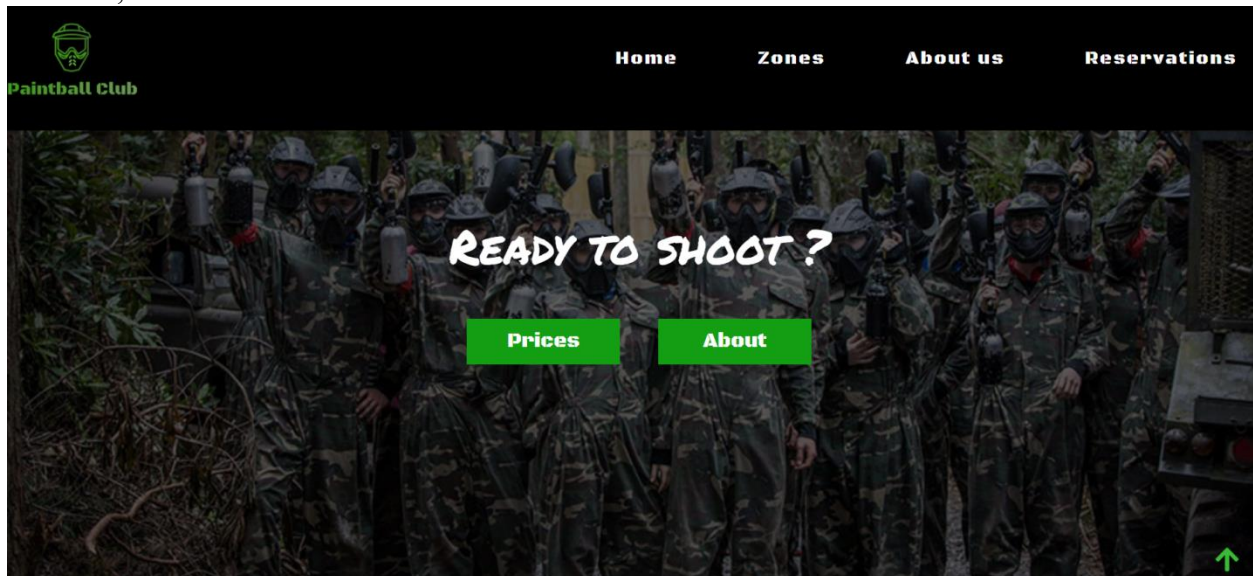 Paintball Club
Home Zones About us Reservations
READY TO SHOOT ?
Prices About